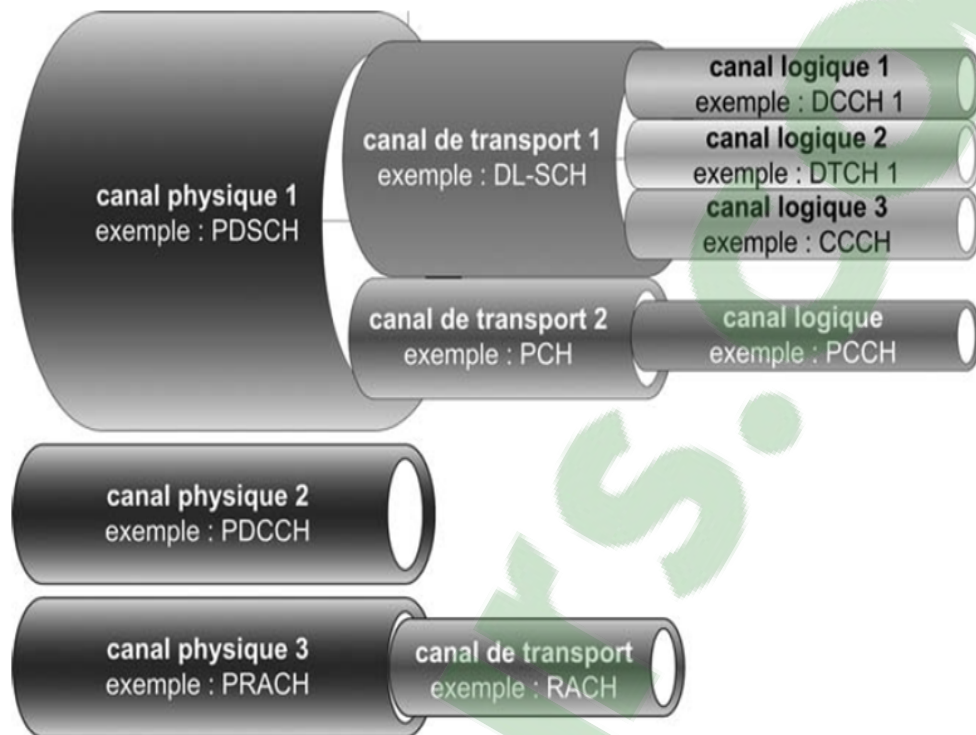 canal physique 1
exemple : PDSCH
canal de transport 1
exemple : DL-SCH
canal logique 1
exemple : DCCH 1
canal logique 2
exemple : DTCH 1
canal logique 3
exemple : CCCH
canal de transport 2
exemple : PCH
canal logique
exemple : PCCH
canal physique 2
exemple : PDCCH
canal physique 3
exemple : PRACH
canal de transport
exemple : RACH
rs.co